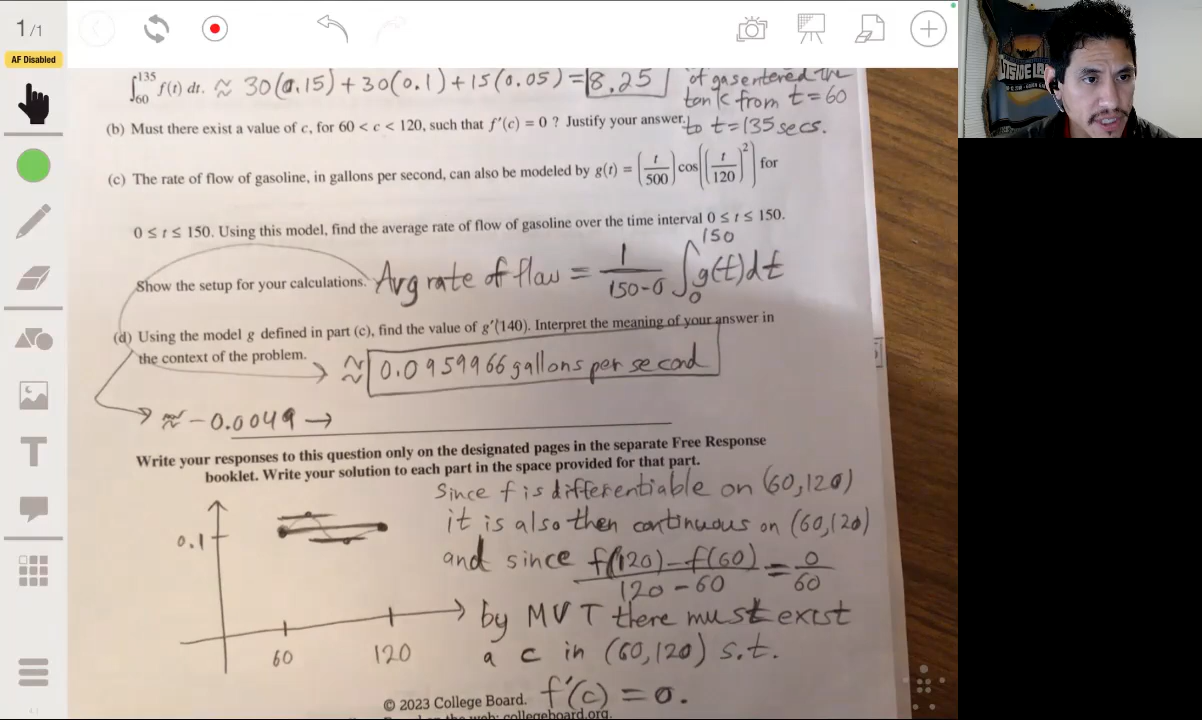 1/1
AF Disabled
∫₆₀¹³⁵ f(t) dt. ≈ 30(0.15)+30(0.1)+15(0.05)=8.25 of gas entered the
tank from t=60
(b) Must there exist a value of c, for 60 < c < 120, such that f′(c) = 0 ? Justify your answer. to t=135 secs.
(c) The rate of flow of gasoline, in gallons per second, can also be modeled by g(t) = (t/500) cos((t/120)²) for
0 ≤ t ≤ 150. Using this model, find the average rate of flow of gasoline over the time interval 0 ≤ t ≤ 150.
Show the setup for your calculations. Avg rate of flow = 1/(150-0) ∫₀¹⁵⁰ g(t)dt
(d) Using the model g defined in part (c), find the value of g′(140). Interpret the meaning of your answer in
the context of the problem. ≈ 0.0959966 gallons per second
≈ -0.0049 →
Write your responses to this question only on the designated pages in the separate Free Response
booklet. Write your solution to each part in the space provided for that part.
Since f is differentiable on (60,120)
it is also then continuous on (60,120)
and since (f(120)-f(60))/(120-60) = 0/60
by MVT there must exist
a c in (60,120) s.t.
f′(c) = 0.
0.1
60 120
© 2023 College Board.
collegeboard.org.